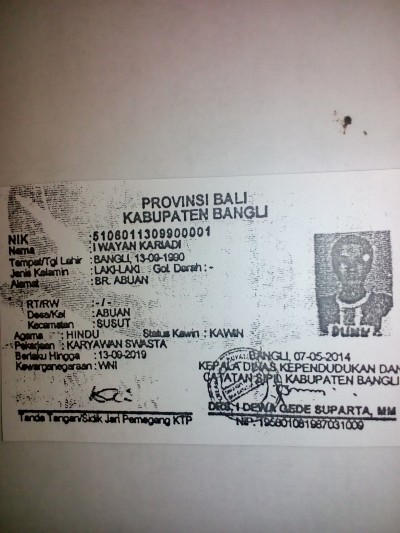 PROVINSI BALI
KABUPATEN BANGLI
NIK : 5106011309900001
Nama : I WAYAN KARIADI
Tempat/Tgl Lahir : BANGLI, 13-09-1990
Jenis Kelamin : LAKI-LAKI Gol. Darah : -
Alamat : BR. ABUAN
RT/RW : -/-
Desa/Kel : ABUAN
Kecamatan : SUSUT
Agama : HINDU Status Kawin : KAWIN
Pekerjaan : KARYAWAN SWASTA
Berlaku Hingga : 13-09-2019
Kewarganegaraan : WNI
BANGLI, 07-05-2014
KEPALA DINAS KEPENDUDUKAN DAN
CATATAN SIPIL KABUPATEN BANGLI
DRS. I DEWA GEDE SUPARTA, MM
NIP. 195801081987031009
Tanda Tangan/Sidik Jari Pemegang KTP